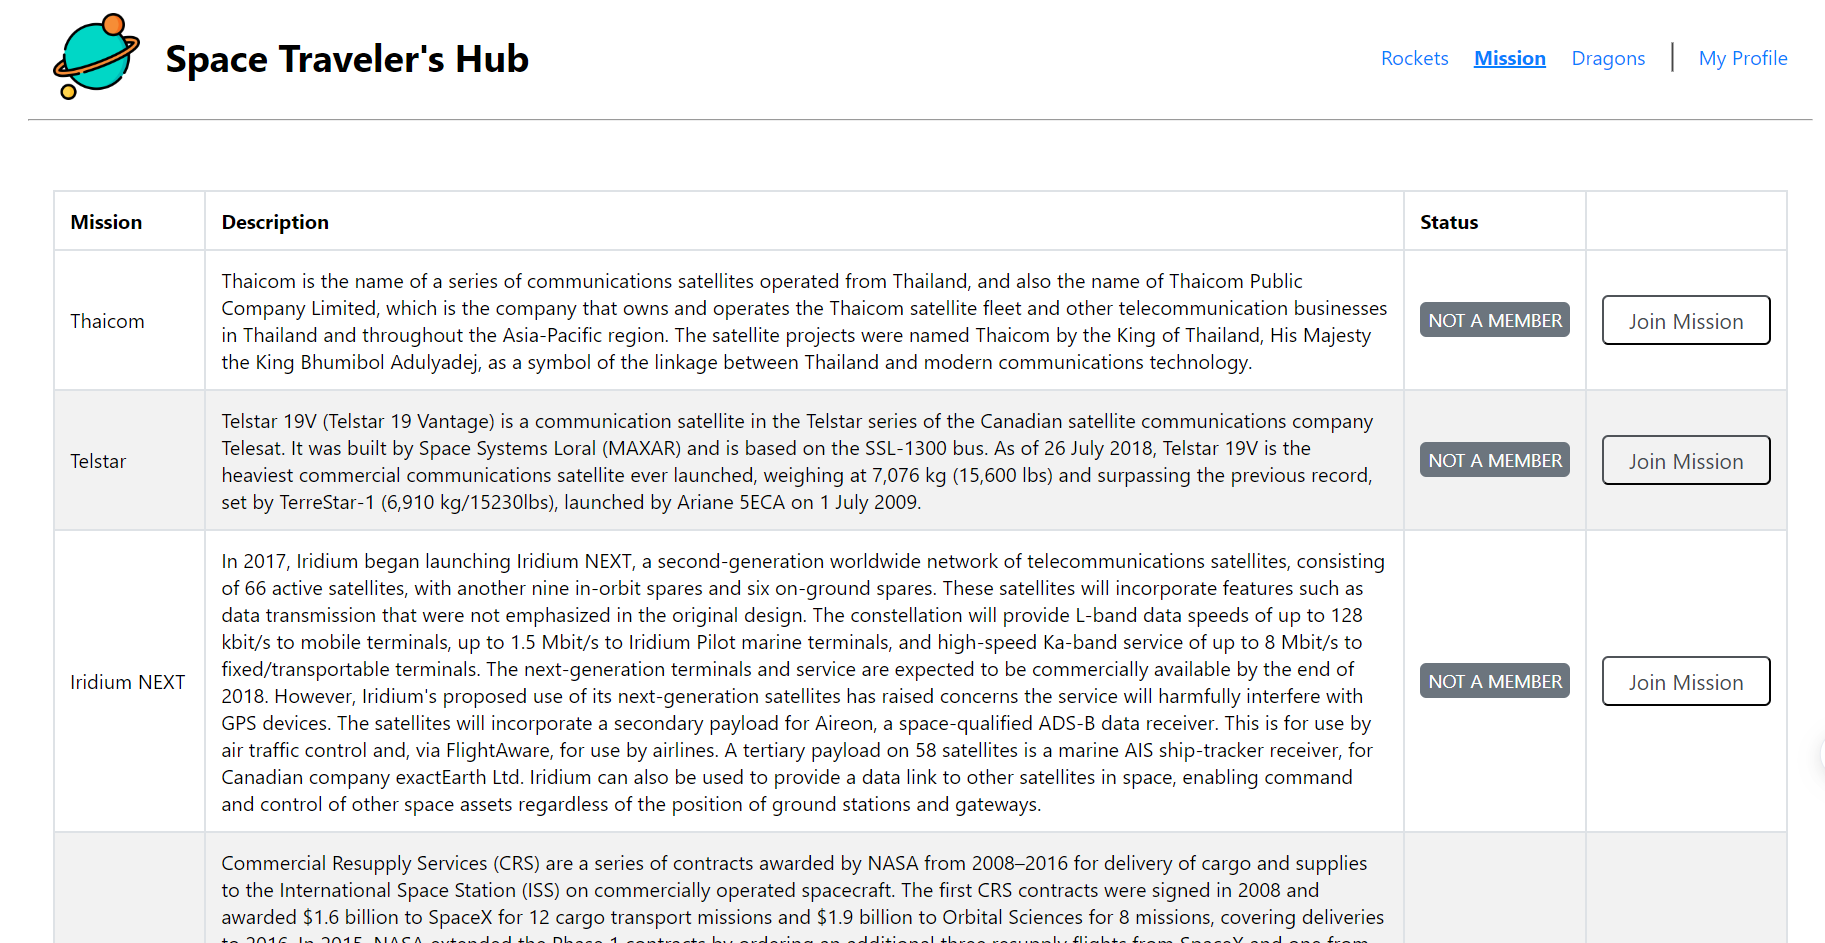 Space Traveler's Hub
Rockets Mission Dragons My Profile
Mission Description Status
Thaicom
Thaicom is the name of a series of communications satellites operated from Thailand, and also the name of Thaicom Public
Company Limited, which is the company that owns and operates the Thaicom satellite fleet and other telecommunication businesses
in Thailand and throughout the Asia-Pacific region. The satellite projects were named Thaicom by the King of Thailand, His Majesty
the King Bhumibol Adulyadej, as a symbol of the linkage between Thailand and modern communications technology.
NOT A MEMBER
Join Mission
Telstar
Telstar 19V (Telstar 19 Vantage) is a communication satellite in the Telstar series of the Canadian satellite communications company
Telesat. It was built by Space Systems Loral (MAXAR) and is based on the SSL-1300 bus. As of 26 July 2018, Telstar 19V is the
heaviest commercial communications satellite ever launched, weighing at 7,076 kg (15,600 lbs) and surpassing the previous record,
set by TerreStar-1 (6,910 kg/15230lbs), launched by Ariane 5ECA on 1 July 2009.
NOT A MEMBER
Join Mission
Iridium NEXT
In 2017, Iridium began launching Iridium NEXT, a second-generation worldwide network of telecommunications satellites, consisting
of 66 active satellites, with another nine in-orbit spares and six on-ground spares. These satellites will incorporate features such as
data transmission that were not emphasized in the original design. The constellation will provide L-band data speeds of up to 128
kbit/s to mobile terminals, up to 1.5 Mbit/s to Iridium Pilot marine terminals, and high-speed Ka-band service of up to 8 Mbit/s to
fixed/transportable terminals. The next-generation terminals and service are expected to be commercially available by the end of
2018. However, Iridium's proposed use of its next-generation satellites has raised concerns the service will harmfully interfere with
GPS devices. The satellites will incorporate a secondary payload for Aireon, a space-qualified ADS-B data receiver. This is for use by
air traffic control and, via FlightAware, for use by airlines. A tertiary payload on 58 satellites is a marine AIS ship-tracker receiver, for
Canadian company exactEarth Ltd. Iridium can also be used to provide a data link to other satellites in space, enabling command
and control of other space assets regardless of the position of ground stations and gateways.
NOT A MEMBER
Join Mission
Commercial Resupply Services (CRS) are a series of contracts awarded by NASA from 2008–2016 for delivery of cargo and supplies
to the International Space Station (ISS) on commercially operated spacecraft. The first CRS contracts were signed in 2008 and
awarded $1.6 billion to SpaceX for 12 cargo transport missions and $1.9 billion to Orbital Sciences for 8 missions, covering deliveries
to 2016. In 2015, NASA extended the Phase 1 contracts by ordering an additional three resupply flights from SpaceX and one from